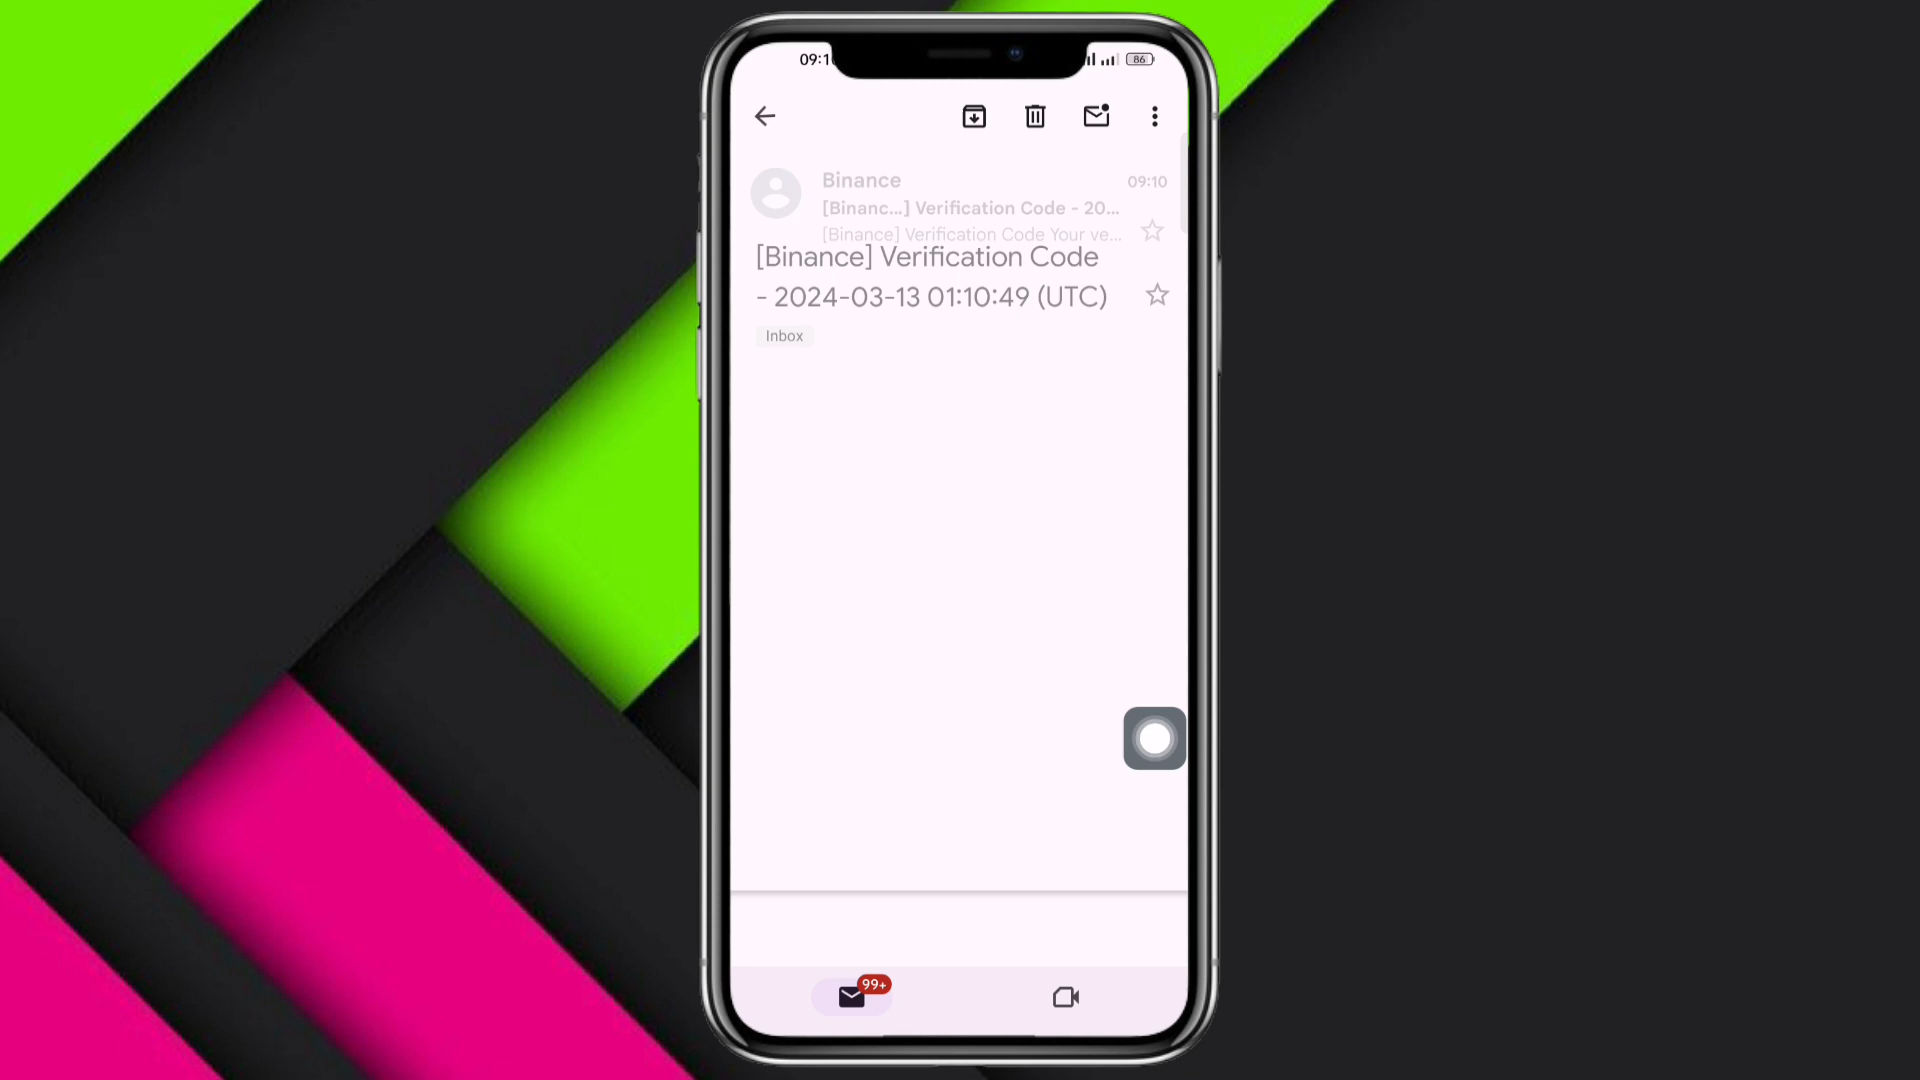 09:1
86
Binance
09:10
[Binanc...] Verification Code - 20...
[Binance] Verification Code Your ve...
[Binance] Verification Code
- 2024-03-13 01:10:49 (UTC)
Inbox
99+